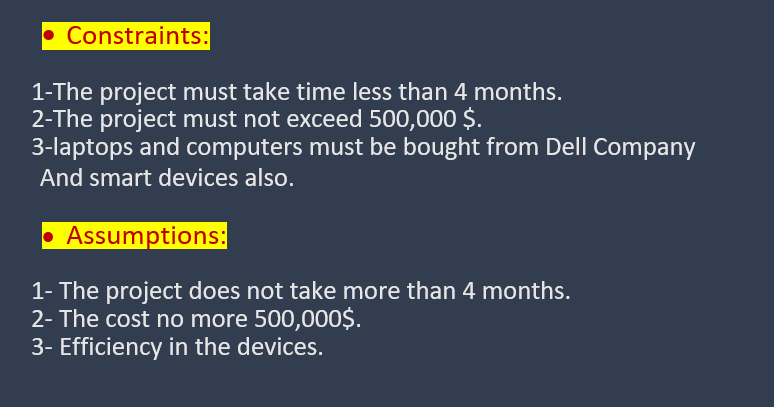 • Constraints:
1-The project must take time less than 4 months.
2-The project must not exceed 500,000 $.
3-laptops and computers must be bought from Dell Company
And smart devices also.
• Assumptions:
1- The project does not take more than 4 months.
2- The cost no more 500,000$.
3- Efficiency in the devices.